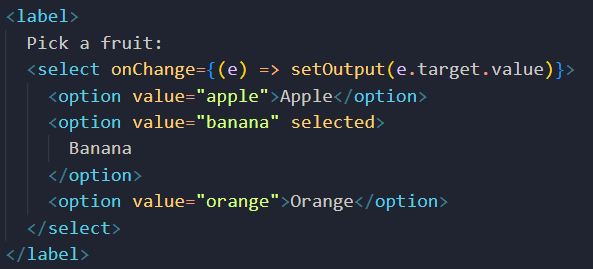 <label>
  Pick a fruit:
  <select onChange={(e) => setOutput(e.target.value)}>
    <option value="apple">Apple</option>
    <option value="banana" selected>
      Banana
    </option>
    <option value="orange">Orange</option>
  </select>
</label>